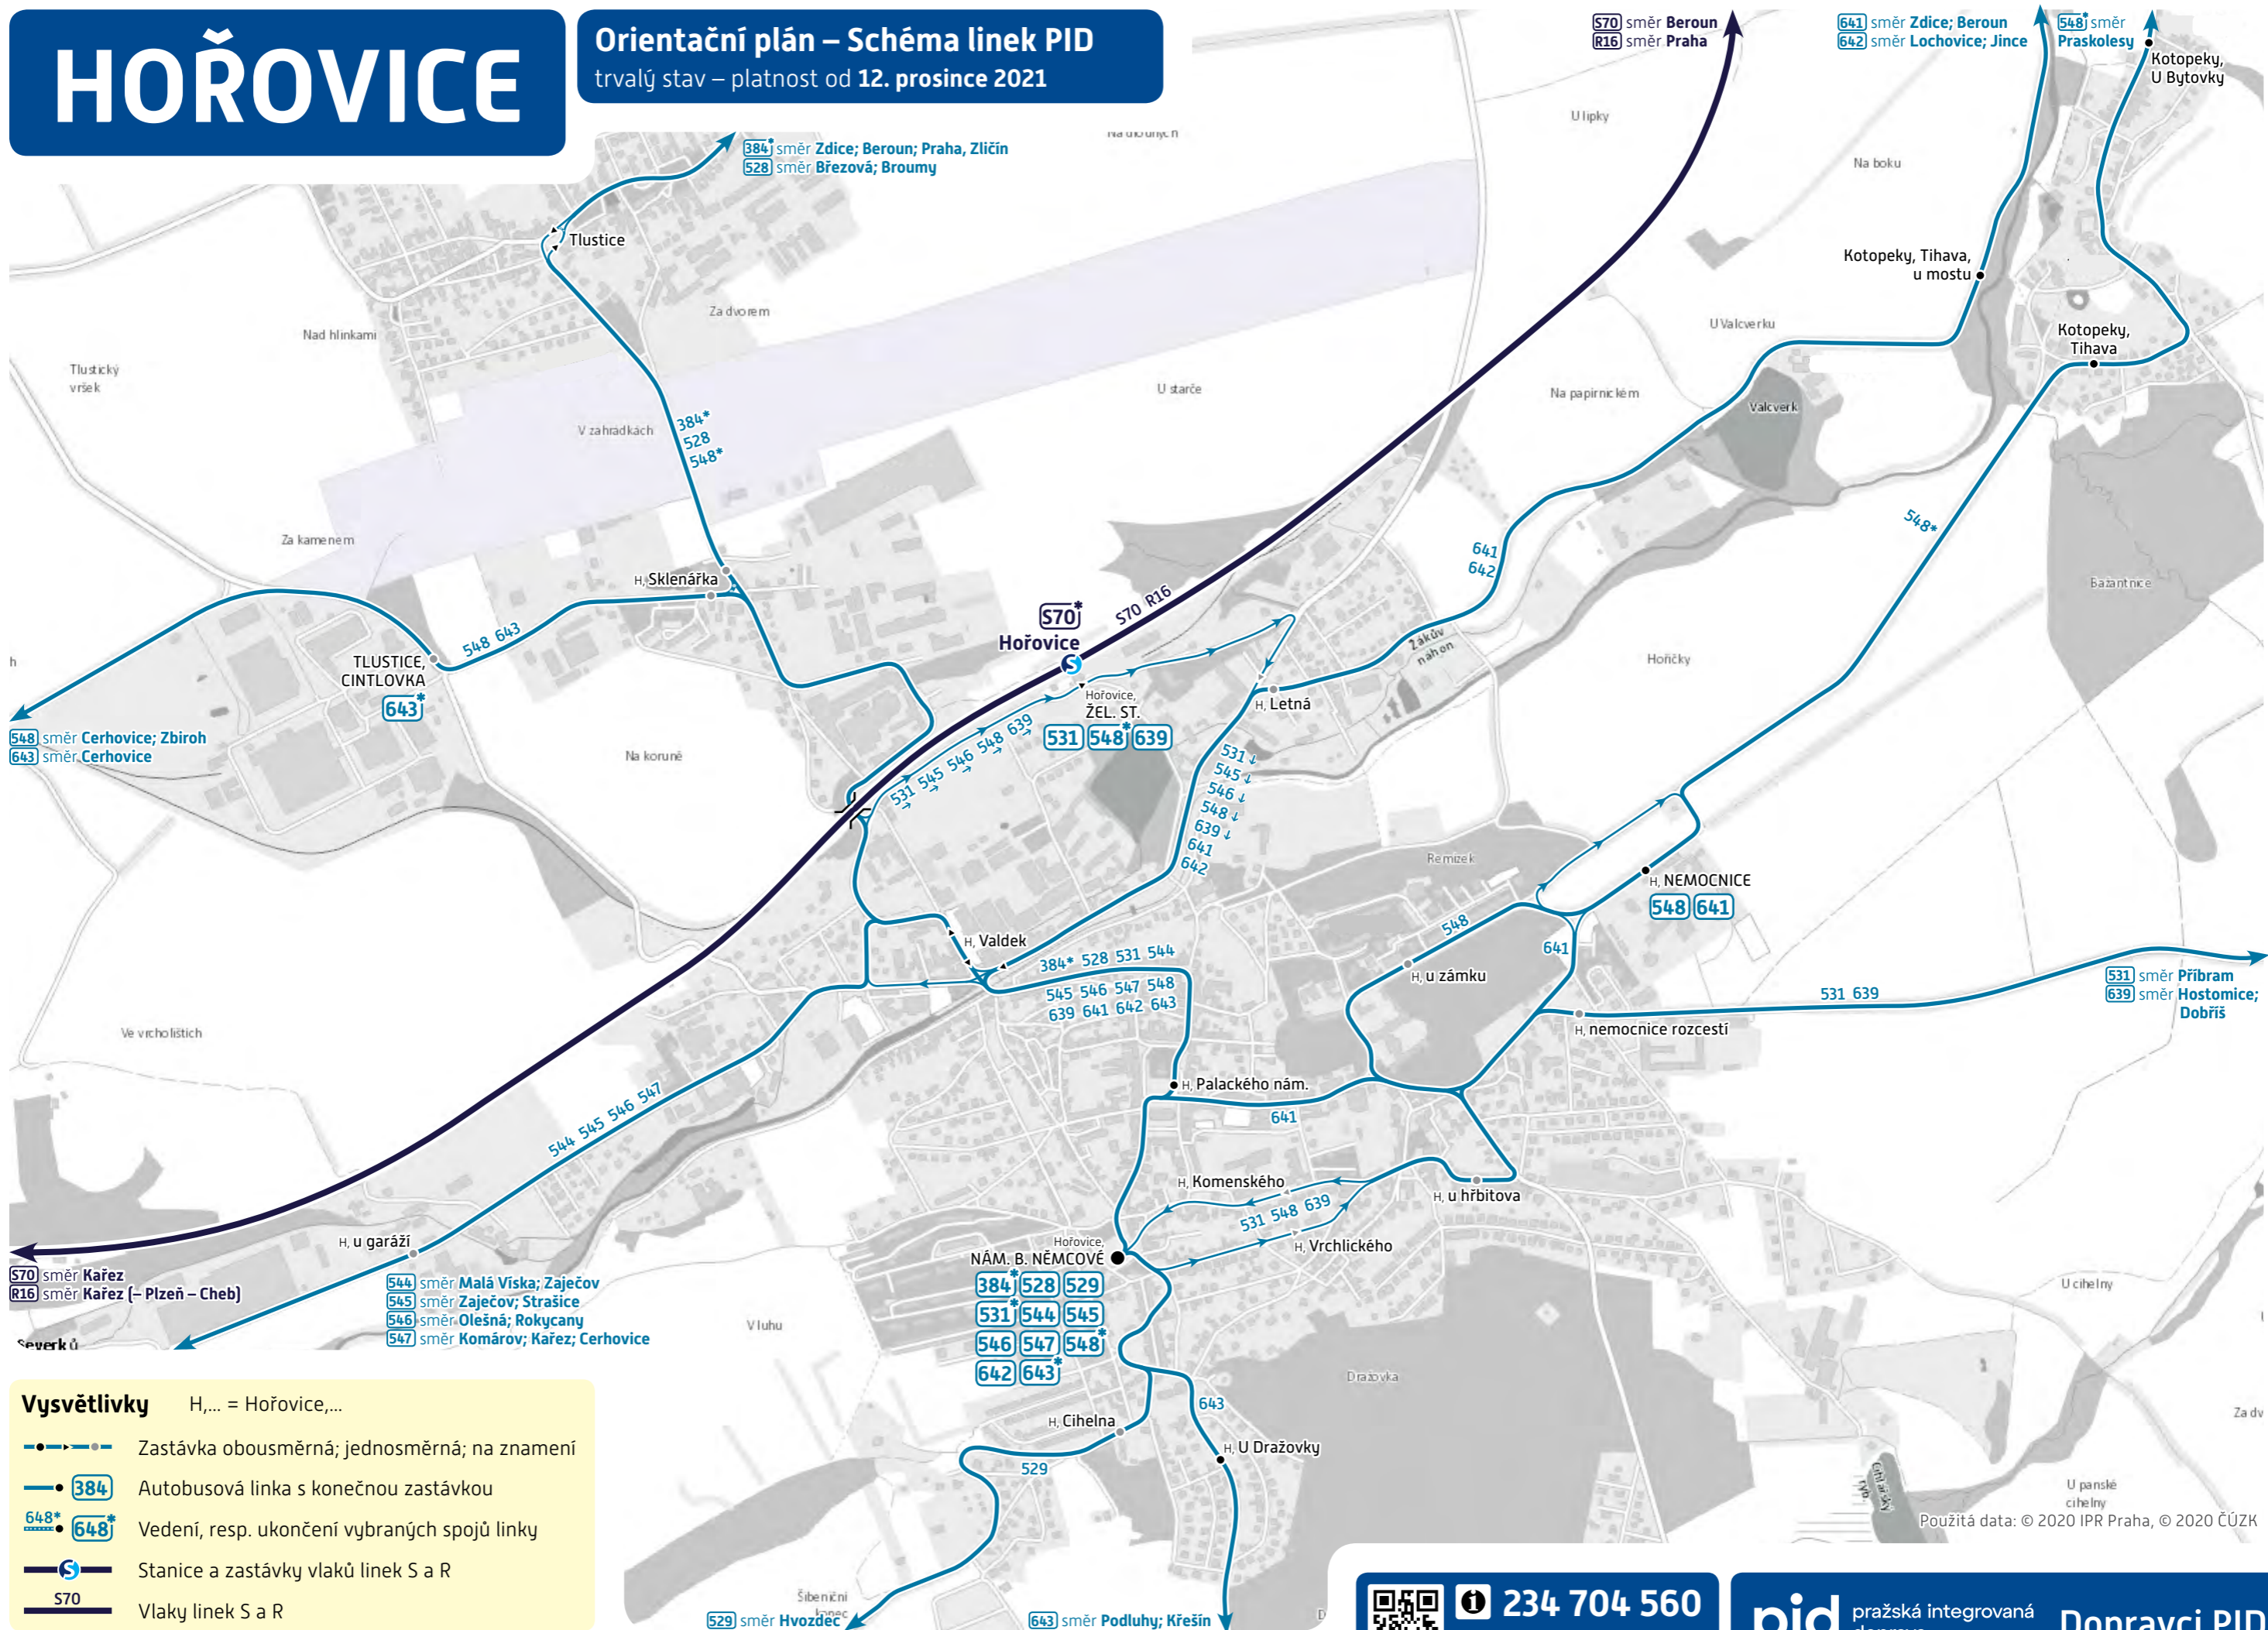 HOŘOVICE
Orientační plán – Schéma linek PID
trvalý stav – platnost od 12. prosince 2021
S70 směr Beroun
R16 směr Praha
641 směr Zdice; Beroun
642 směr Lochovice; Jince
548* směr
Praskolesy
Kotopeky,
U Bytovky
384* směr Zdice; Beroun; Praha, Zličín
528 směr Březová; Broumy
U lipky
Na boku
Tlustice
Kotopeky, Tihava,
u mostu
Za dvorem
Nad hlinkami
U Valcverku
Kotopeky,
Tihava
Tlustický
vršek
U starče
Na papirnickém
Valcverk
V zahrádkách
384*
528
548*
Za kamenem
548*
641
642
Bažantnice
H, Sklenářka
S70*
Hořovice
S70 R16
548 643
TLUSTICE,
CINTLOVKA
643*
Žákův
náhon
Hořičky
Hořovice,
ŽEL. ST.
531 548* 639
H, Letná
548 směr Cerhovice; Zbiroh
643 směr Cerhovice
Na koruně
531 545 546 548 639
→ → → →
531 ↓
545 ↓
546 ↓
548 ↓
639 ↓
641
642
Remízek
H, NEMOCNICE
548 641
548
641
H, Valdek
384* 528 531 544
545 546 547 548
639 641 642 643
H, u zámku
531 639
531 směr Příbram
639 směr Hostomice;
Dobříš
H, nemocnice rozcestí
Ve vrcholištích
H, Palackého nám.
641
544 545 546 547
H, Komenského
531 548 639
H, u hřbitova
H, Vrchlického
H, u garáží
Hořovice,
NÁM. B. NĚMCOVÉ
384* 528 529
531* 544 545
546 547 548*
642 643*
S70 směr Kařez
R16 směr Kařez (– Plzeň – Cheb)
544 směr Malá Víska; Zaječov
545 směr Zaječov; Strašice
546 směr Olešná; Rokycany
547 směr Komárov; Kařez; Cerhovice
U cihelny
V luhu
Dražovka
643
H, Cihelna
H, U Dražovky
529
Za dv
U panské
cihelny
Vysvětlivky H,... = Hořovice,...
Zastávka obousměrná; jednosměrná; na znamení
384 Autobusová linka s konečnou zastávkou
648* 648* Vedení, resp. ukončení vybraných spojů linky
Stanice a zastávky vlaků linek S a R
S70 Vlaky linek S a R
Šibeniční
529 směr Hvozdec
643 směr Podluhy; Křešín
Použitá data: © 2020 IPR Praha, © 2020 ČÚZK
234 704 560
pid pražská integrovaná
Dopravci PID